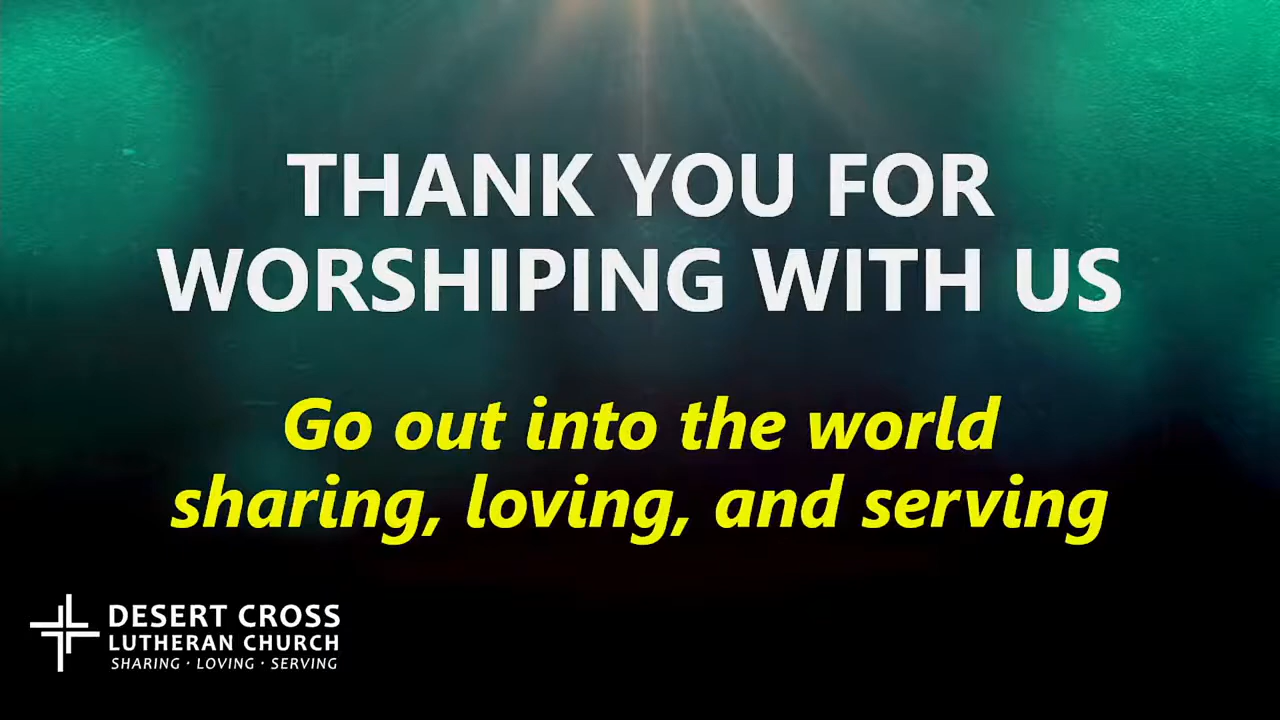 THANK YOU FOR
WORSHIPING WITH US
Go out into the world
sharing, loving, and serving
DESERT CROSS
LUTHERAN CHURCH
SHARING · LOVING · SERVING